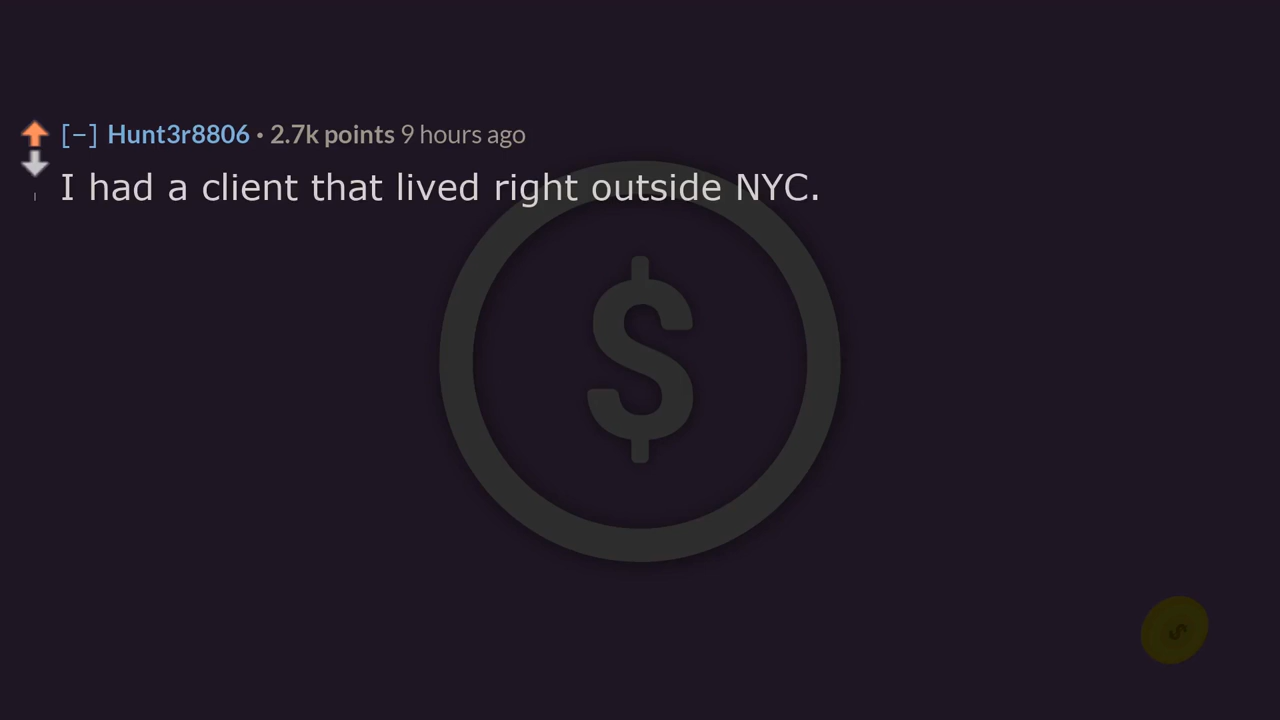 [–] Hunt3r8806 · 2.7k points 9 hours ago
I had a client that lived right outside NYC.
$
$